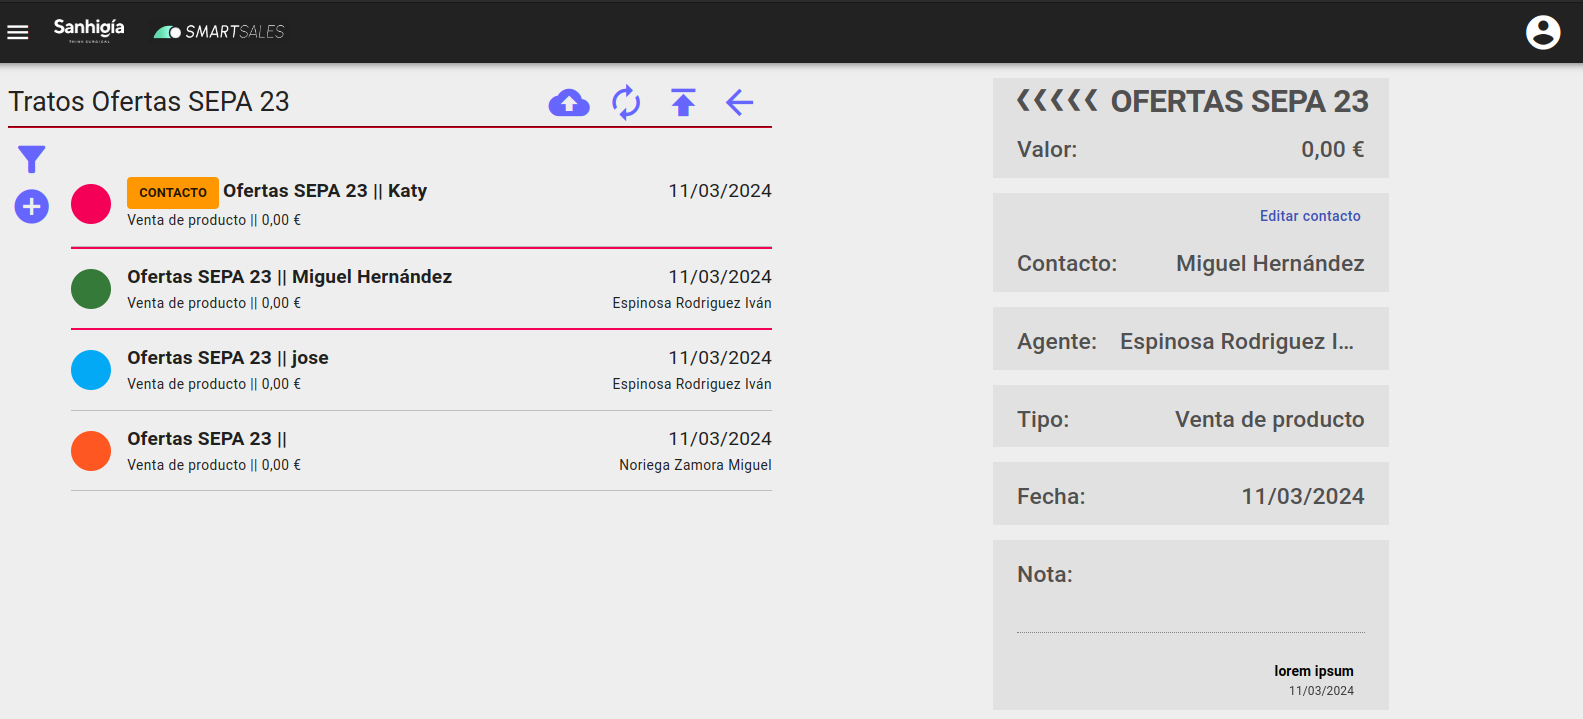 Sanhigía
THINK SURGICAL
SMARTSALES
Tratos Ofertas SEPA 23
CONTACTO Ofertas SEPA 23 || Katy 11/03/2024
Venta de producto || 0,00 €
Ofertas SEPA 23 || Miguel Hernández 11/03/2024
Venta de producto || 0,00 € Espinosa Rodriguez Iván
Ofertas SEPA 23 || jose 11/03/2024
Venta de producto || 0,00 € Espinosa Rodriguez Iván
Ofertas SEPA 23 || 11/03/2024
Venta de producto || 0,00 € Noriega Zamora Miguel
❮❮❮❮❮ OFERTAS SEPA 23
Valor: 0,00 €
Editar contacto
Contacto: Miguel Hernández
Agente: Espinosa Rodriguez I...
Tipo: Venta de producto
Fecha: 11/03/2024
Nota:
lorem ipsum
11/03/2024